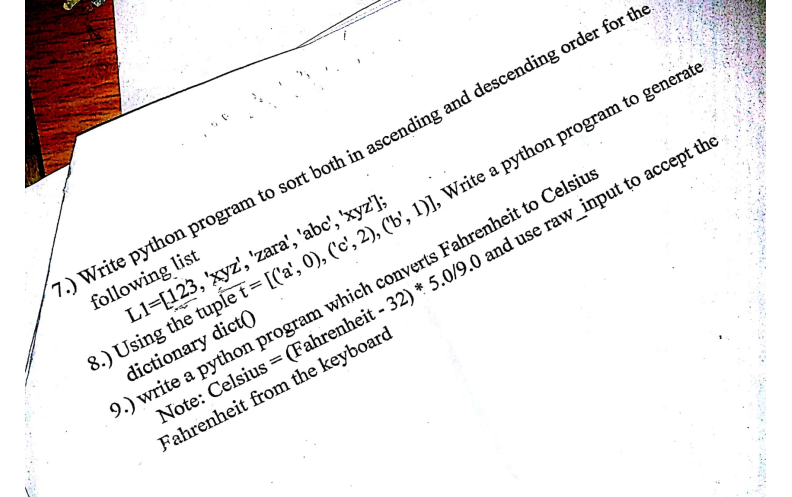 7.) Write python program to sort both in ascending and descending order for the
following list
L1=[123, 'xyz', 'zara', 'abc', 'xyz'];
8.) Using the tuple t = [('a', 0), ('c', 2), ('b', 1)], Write a python program to generate
dictionary dict()
9.) write a python program which converts Fahrenheit to Celsius
Note: Celsius = (Fahrenheit - 32) * 5.0/9.0 and use raw_input to accept the
Fahrenheit from the keyboard